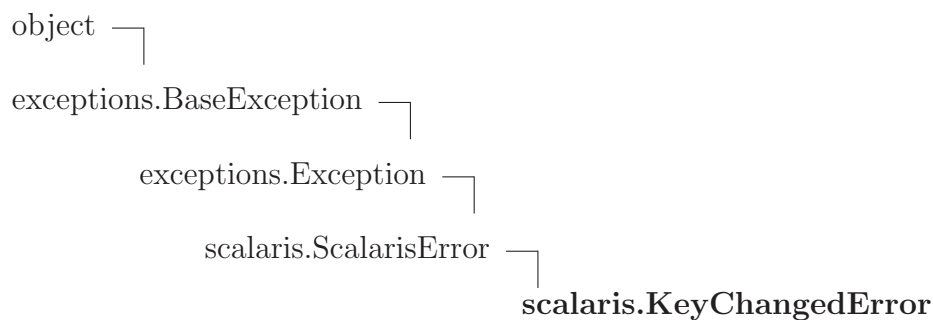 object
exceptions.BaseException
exceptions.Exception
scalaris.ScalarisError
scalaris.KeyChangedError